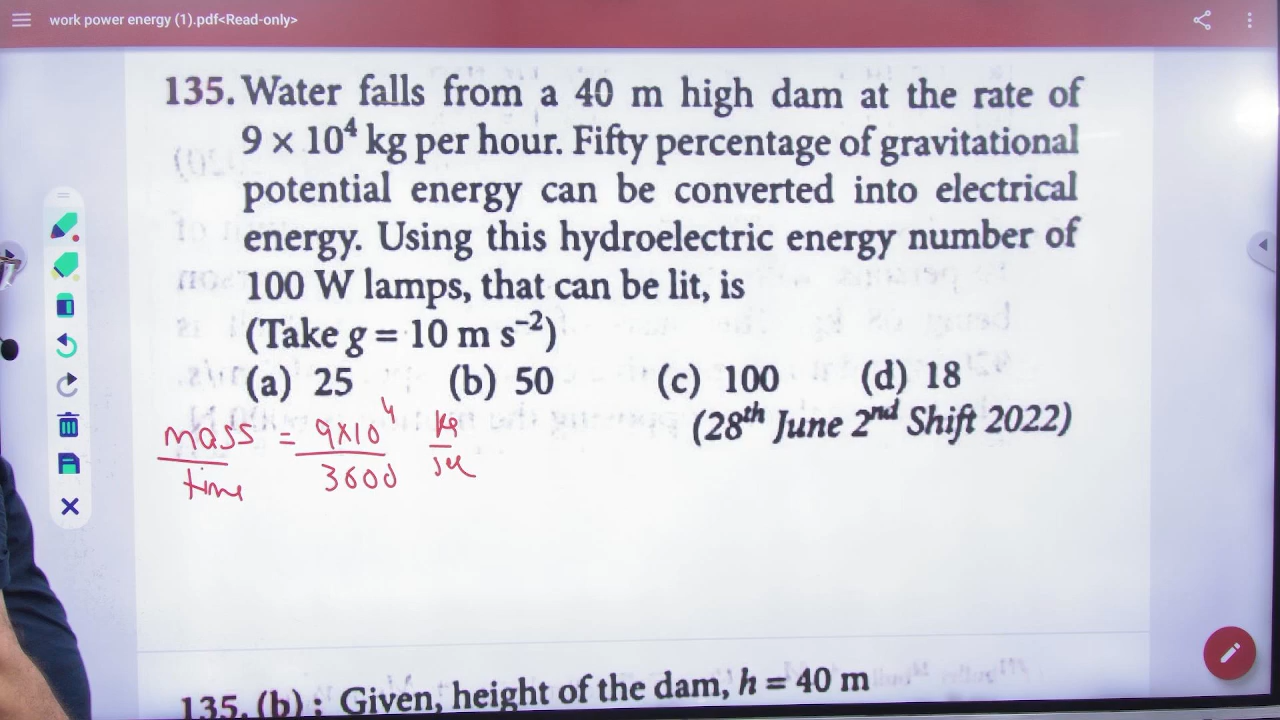 work power energy (1).pdf<Read-only>
135. Water falls from a 40 m high dam at the rate of
9 × 10⁴ kg per hour. Fifty percentage of gravitational
potential energy can be converted into electrical
energy. Using this hydroelectric energy number of
100 W lamps, that can be lit, is
(Take g = 10 m s⁻²)
(a) 25 (b) 50 (c) 100 (d) 18
(28th June 2nd Shift 2022)
mass = 9×10⁴ kg
time 3600 sec
135. (b) : Given, height of the dam, h = 40 m